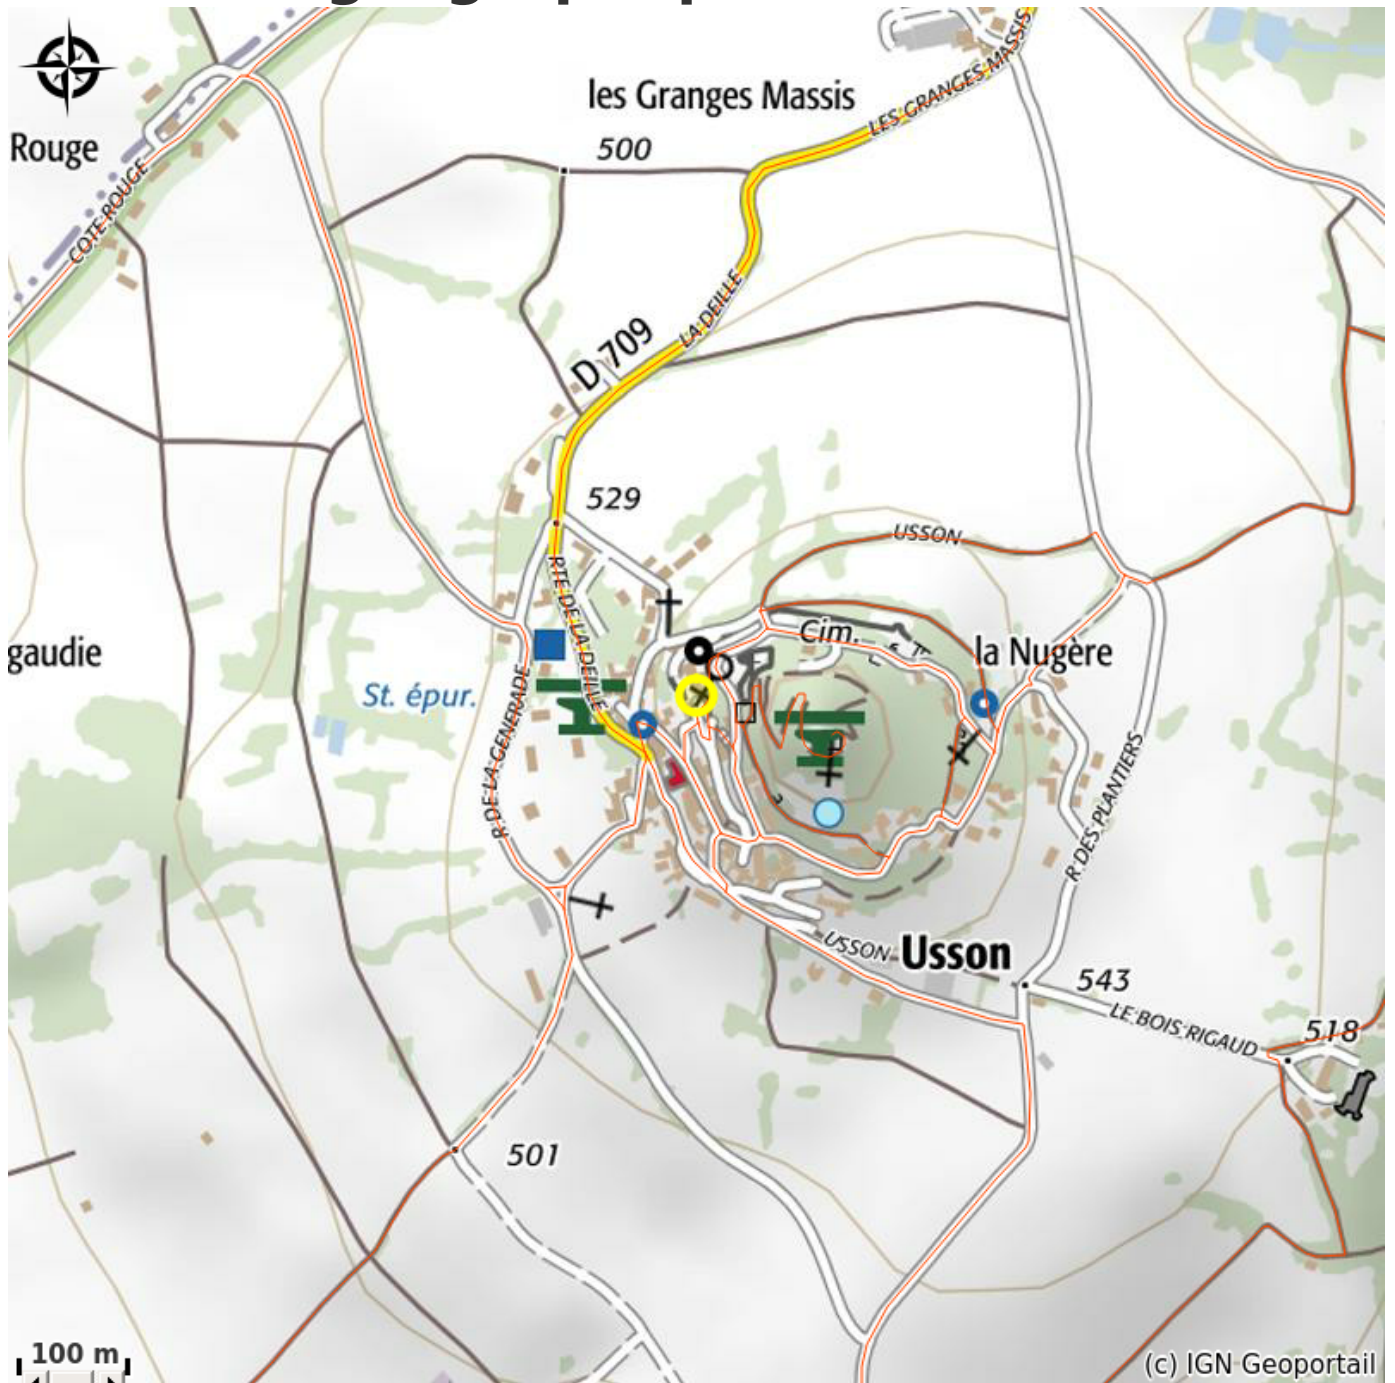 les Granges Massis
LES GRANGES MASSIS
Rouge
500
COTE ROUGE
LA DEILLE
D 709
529
USSON
RTE DE LA DEILLE
Cim.
la Nugère
gaudie
St. épur.
R DE LA GENERADE
R DES PLANTIERS
USSON
Usson
543
LE BOIS RIGAUD
518
501
100 m
(c) IGN Geoportail